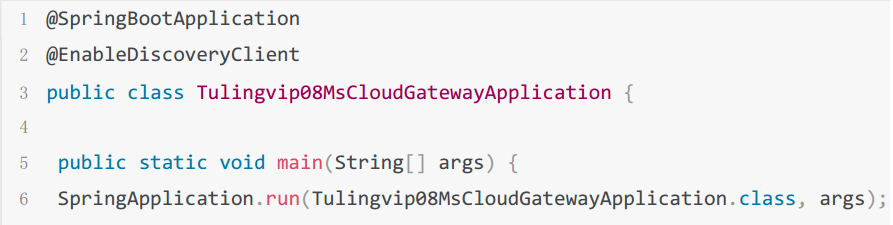 1 @SpringBootApplication
2 @EnableDiscoveryClient
3 public class Tulingvip08MsCloudGatewayApplication {
4
5 public static void main(String[] args) {
6 SpringApplication.run(Tulingvip08MsCloudGatewayApplication.class, args);